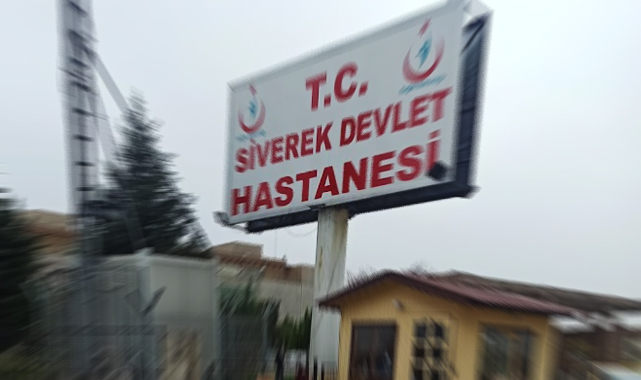 T.C.
SİVEREK DEVLET
HASTANESİ